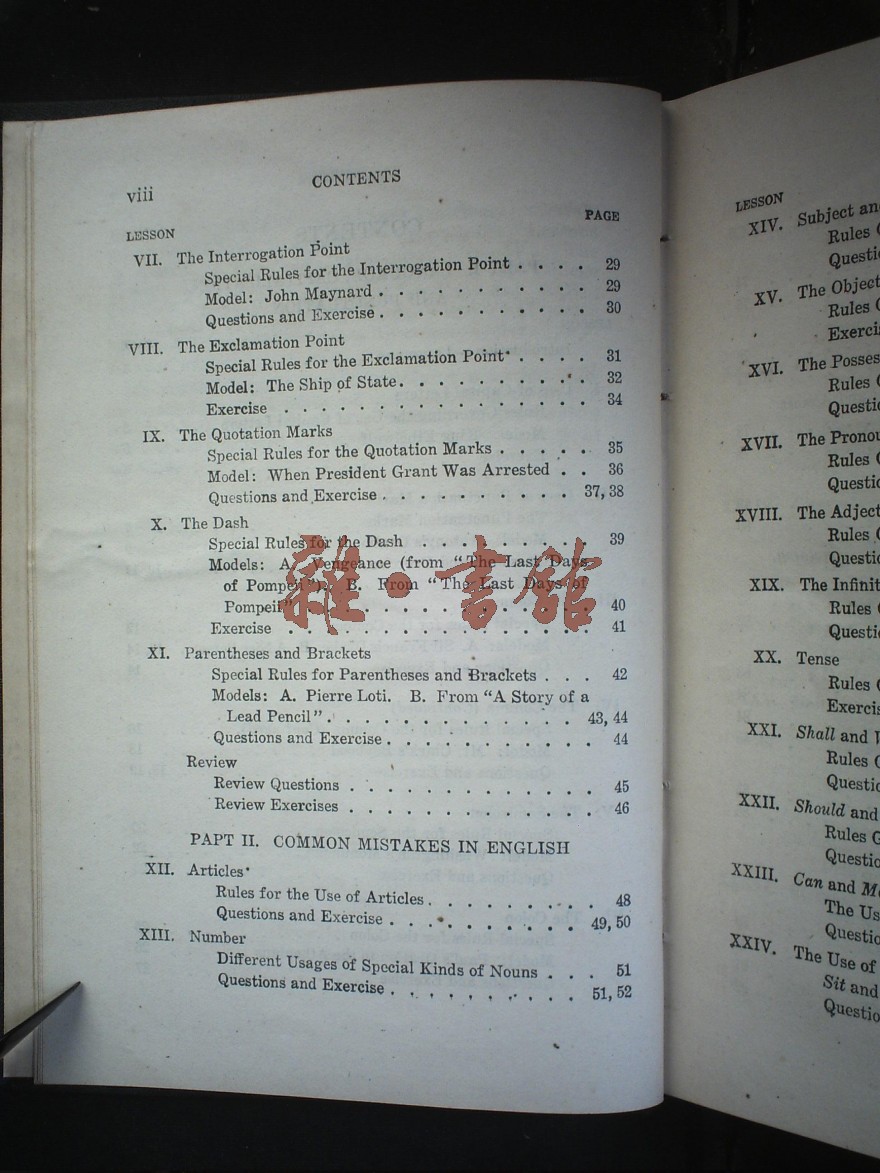 viii
CONTENTS
LESSON
PAGE
VII. The Interrogation Point
Special Rules for the Interrogation Point . . . . 29
Model: John Maynard . . . . . . . . . . 29
Questions and Exercise . . . . . . . . . . 30
VIII. The Exclamation Point
Special Rules for the Exclamation Point . . . . 31
Model: The Ship of State . . . . . . . . . 32
Exercise . . . . . . . . . . . . . . . 34
IX. The Quotation Marks
Special Rules for the Quotation Marks . . . . . 35
Model: When President Grant Was Arrested . . 36
Questions and Exercise . . . . . . . . . . 37, 38
X. The Dash
Special Rules for the Dash . . . . . . . . 39
Models: A. Vengeance (from "The Last Days
of Pompeii"). B. From "The Last Days of
Pompeii" . . . . . . . . . . . . . . 40
Exercise . . . . . . . . . . . . . . . 41
XI. Parentheses and Brackets
Special Rules for Parentheses and Brackets . . . 42
Models: A. Pierre Loti. B. From "A Story of a
Lead Pencil" . . . . . . . . . . . . . 43, 44
Questions and Exercise . . . . . . . . . . 44
Review
Review Questions . . . . . . . . . . . . 45
Review Exercises . . . . . . . . . . . . 46
PAPT II. COMMON MISTAKES IN ENGLISH
XII. Articles
Rules for the Use of Articles . . . . . . . . 48
Questions and Exercise . . . . . . . . . . 49, 50
XIII. Number
Different Usages of Special Kinds of Nouns . . . 51
Questions and Exercise . . . . . . . . . . 51, 52
雜·書館
LESSON
XIV. Subject an
Rules
Questi
XV. The Object
Rules
Exerci
XVI. The Posses
Rules
Questi
XVII. The Pronou
Rules
Questi
XVIII. The Adject
Rules
Questi
XIX. The Infinit
Rules
Questi
XX. Tense
Rules
Exercis
XXI. Shall and
Rules
Questi
XXII. Should and
Rules
Questi
XXIII. Can and
The Us
Questio
XXIV. The Use of
Sit and
Questio